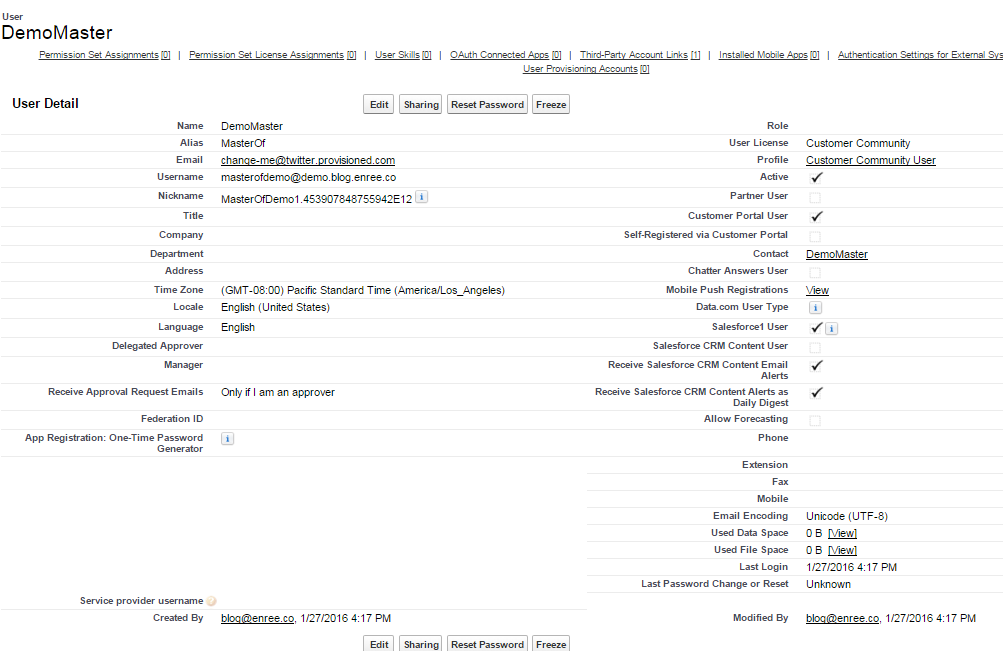 User
DemoMaster
Permission Set Assignments [0] | Permission Set License Assignments [0] | User Skills [0] | OAuth Connected Apps [0] | Third-Party Account Links [1] | Installed Mobile Apps [0] | Authentication Settings for External Sys
User Provisioning Accounts [0]
User Detail Edit Sharing Reset Password Freeze
Name DemoMaster Role
Alias MasterOf User License Customer Community
Email change-me@twitter.provisioned.com Profile Customer Community User
Username masterofdemo@demo.blog.enree.co Active
Nickname MasterOfDemo1.453907848755942E12 i Partner User
Title Customer Portal User
Company Self-Registered via Customer Portal
Department Contact DemoMaster
Address Chatter Answers User
Time Zone (GMT-08:00) Pacific Standard Time (America/Los_Angeles) Mobile Push Registrations View
Locale English (United States) Data.com User Type i
Language English Salesforce1 User i
Delegated Approver Salesforce CRM Content User
Manager Receive Salesforce CRM Content Email
Alerts
Receive Approval Request Emails Only if I am an approver Receive Salesforce CRM Content Alerts as
Daily Digest
Federation ID Allow Forecasting
App Registration: One-Time Password i Phone
Generator
Extension
Fax
Mobile
Email Encoding Unicode (UTF-8)
Used Data Space 0 B [View]
Used File Space 0 B [View]
Last Login 1/27/2016 4:17 PM
Last Password Change or Reset Unknown
Service provider username
Created By blog@enree.co, 1/27/2016 4:17 PM Modified By blog@enree.co, 1/27/2016 4:17 PM
Edit Sharing Reset Password Freeze